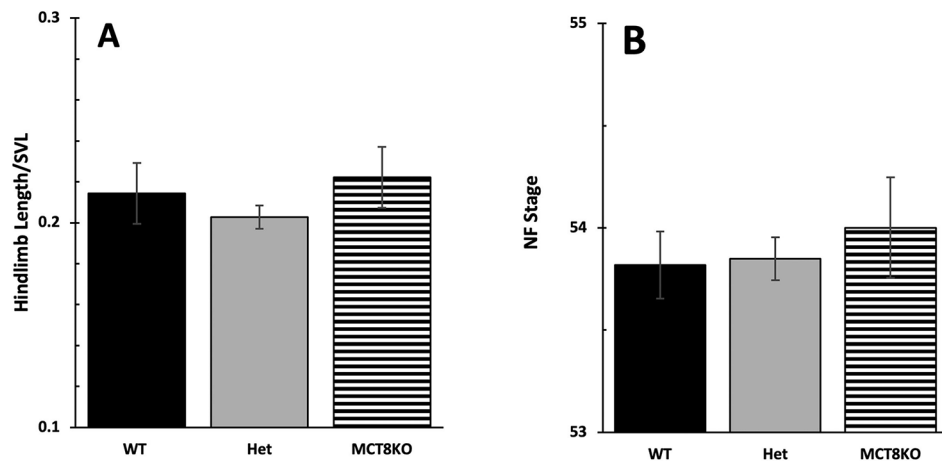 A
Hindlimb Length/SVL
0.3
0.2
0.1
WT Het MCT8KO
B
NF Stage
55
54
53
WT Het MCT8KO